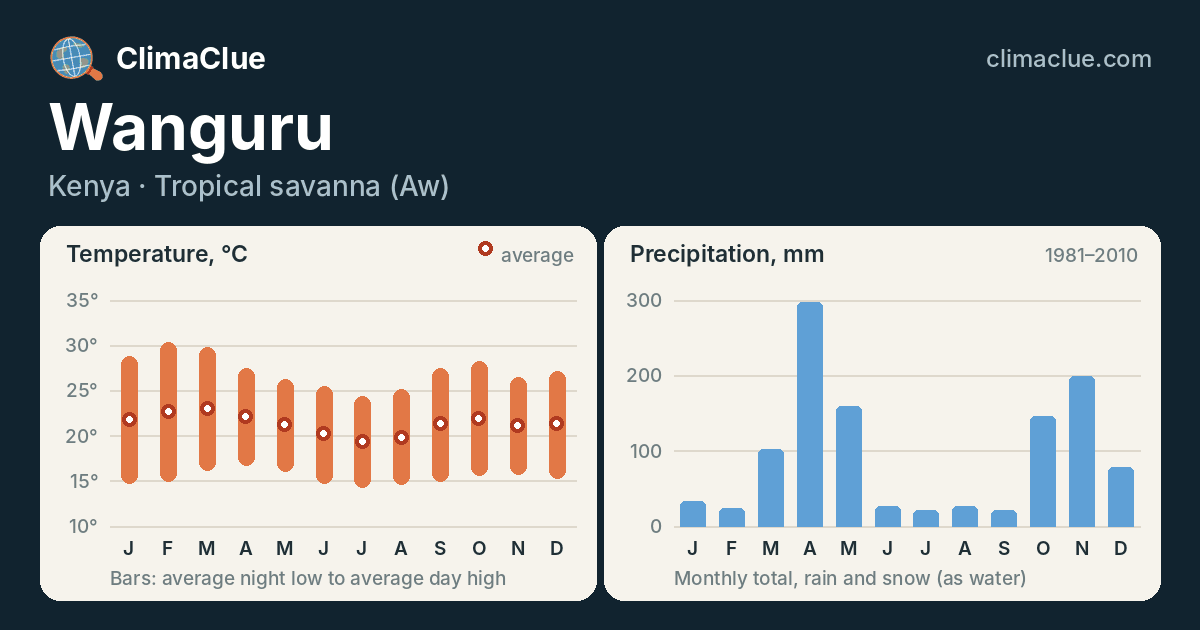 ClimaClue
climaclue.com
Wanguru
Kenya · Tropical savanna (Aw)
Temperature, °C
average
35°
30°
25°
20°
15°
10°
J F M A M J J A S O N D
Bars: average night low to average day high
Precipitation, mm
1981–2010
300
200
100
0
J F M A M J J A S O N D
Monthly total, rain and snow (as water)